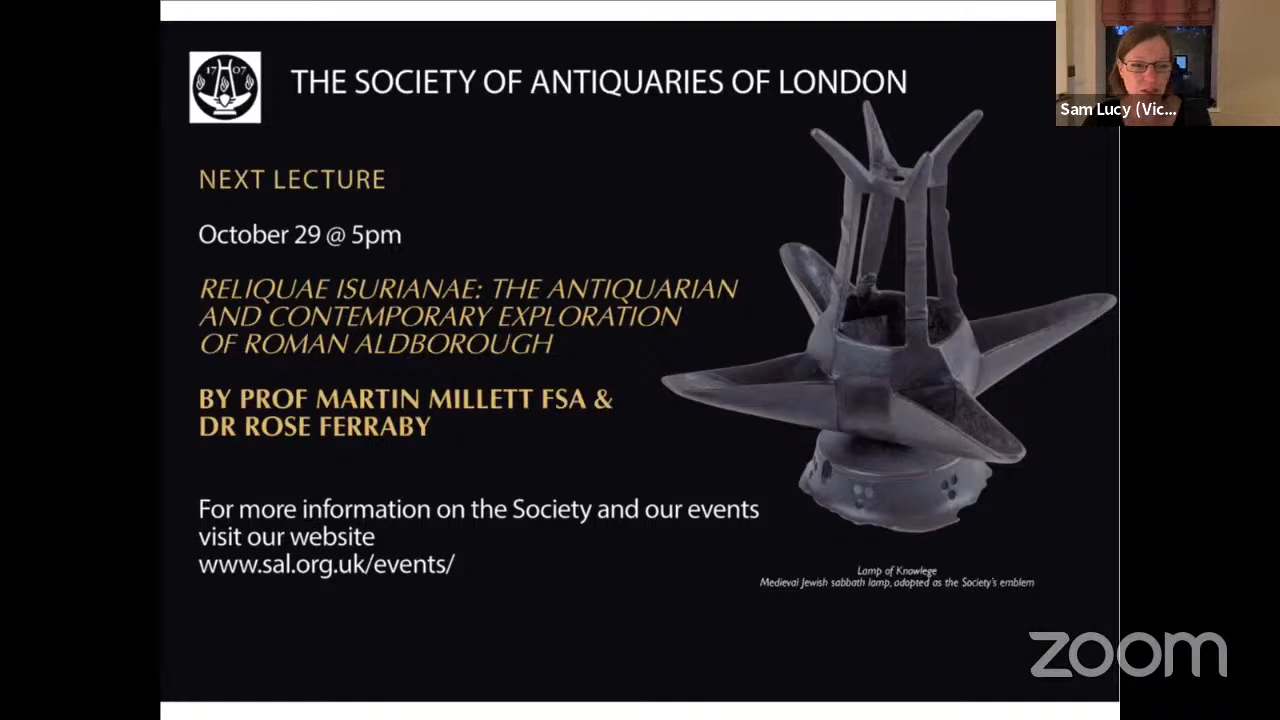 17 07
THE SOCIETY OF ANTIQUARIES OF LONDON
Sam Lucy (Vic...
NEXT LECTURE
October 29 @ 5pm
RELIQUAE ISURIANAE: THE ANTIQUARIAN
AND CONTEMPORARY EXPLORATION
OF ROMAN ALDBOROUGH
BY PROF MARTIN MILLETT FSA &
DR ROSE FERRABY
For more information on the Society and our events
visit our website
www.sal.org.uk/events/
Lamp of Knowlege
Medieval Jewish sabbath lamp, adopted as the Society's emblem
zoom